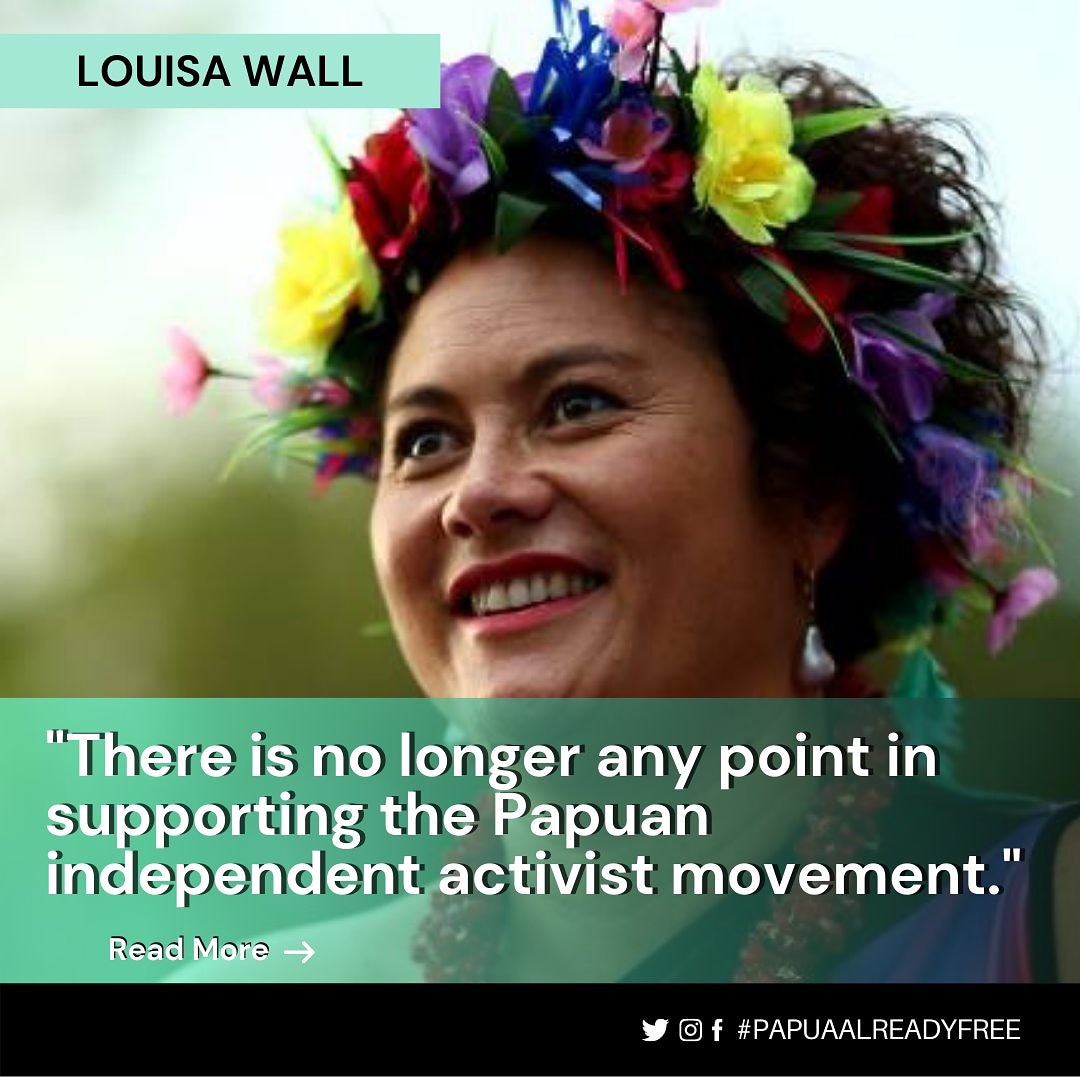 LOUISA WALL
"There is no longer any point in
supporting the Papuan
independent activist movement."
Read More →
#PAPUAALREADYFREE